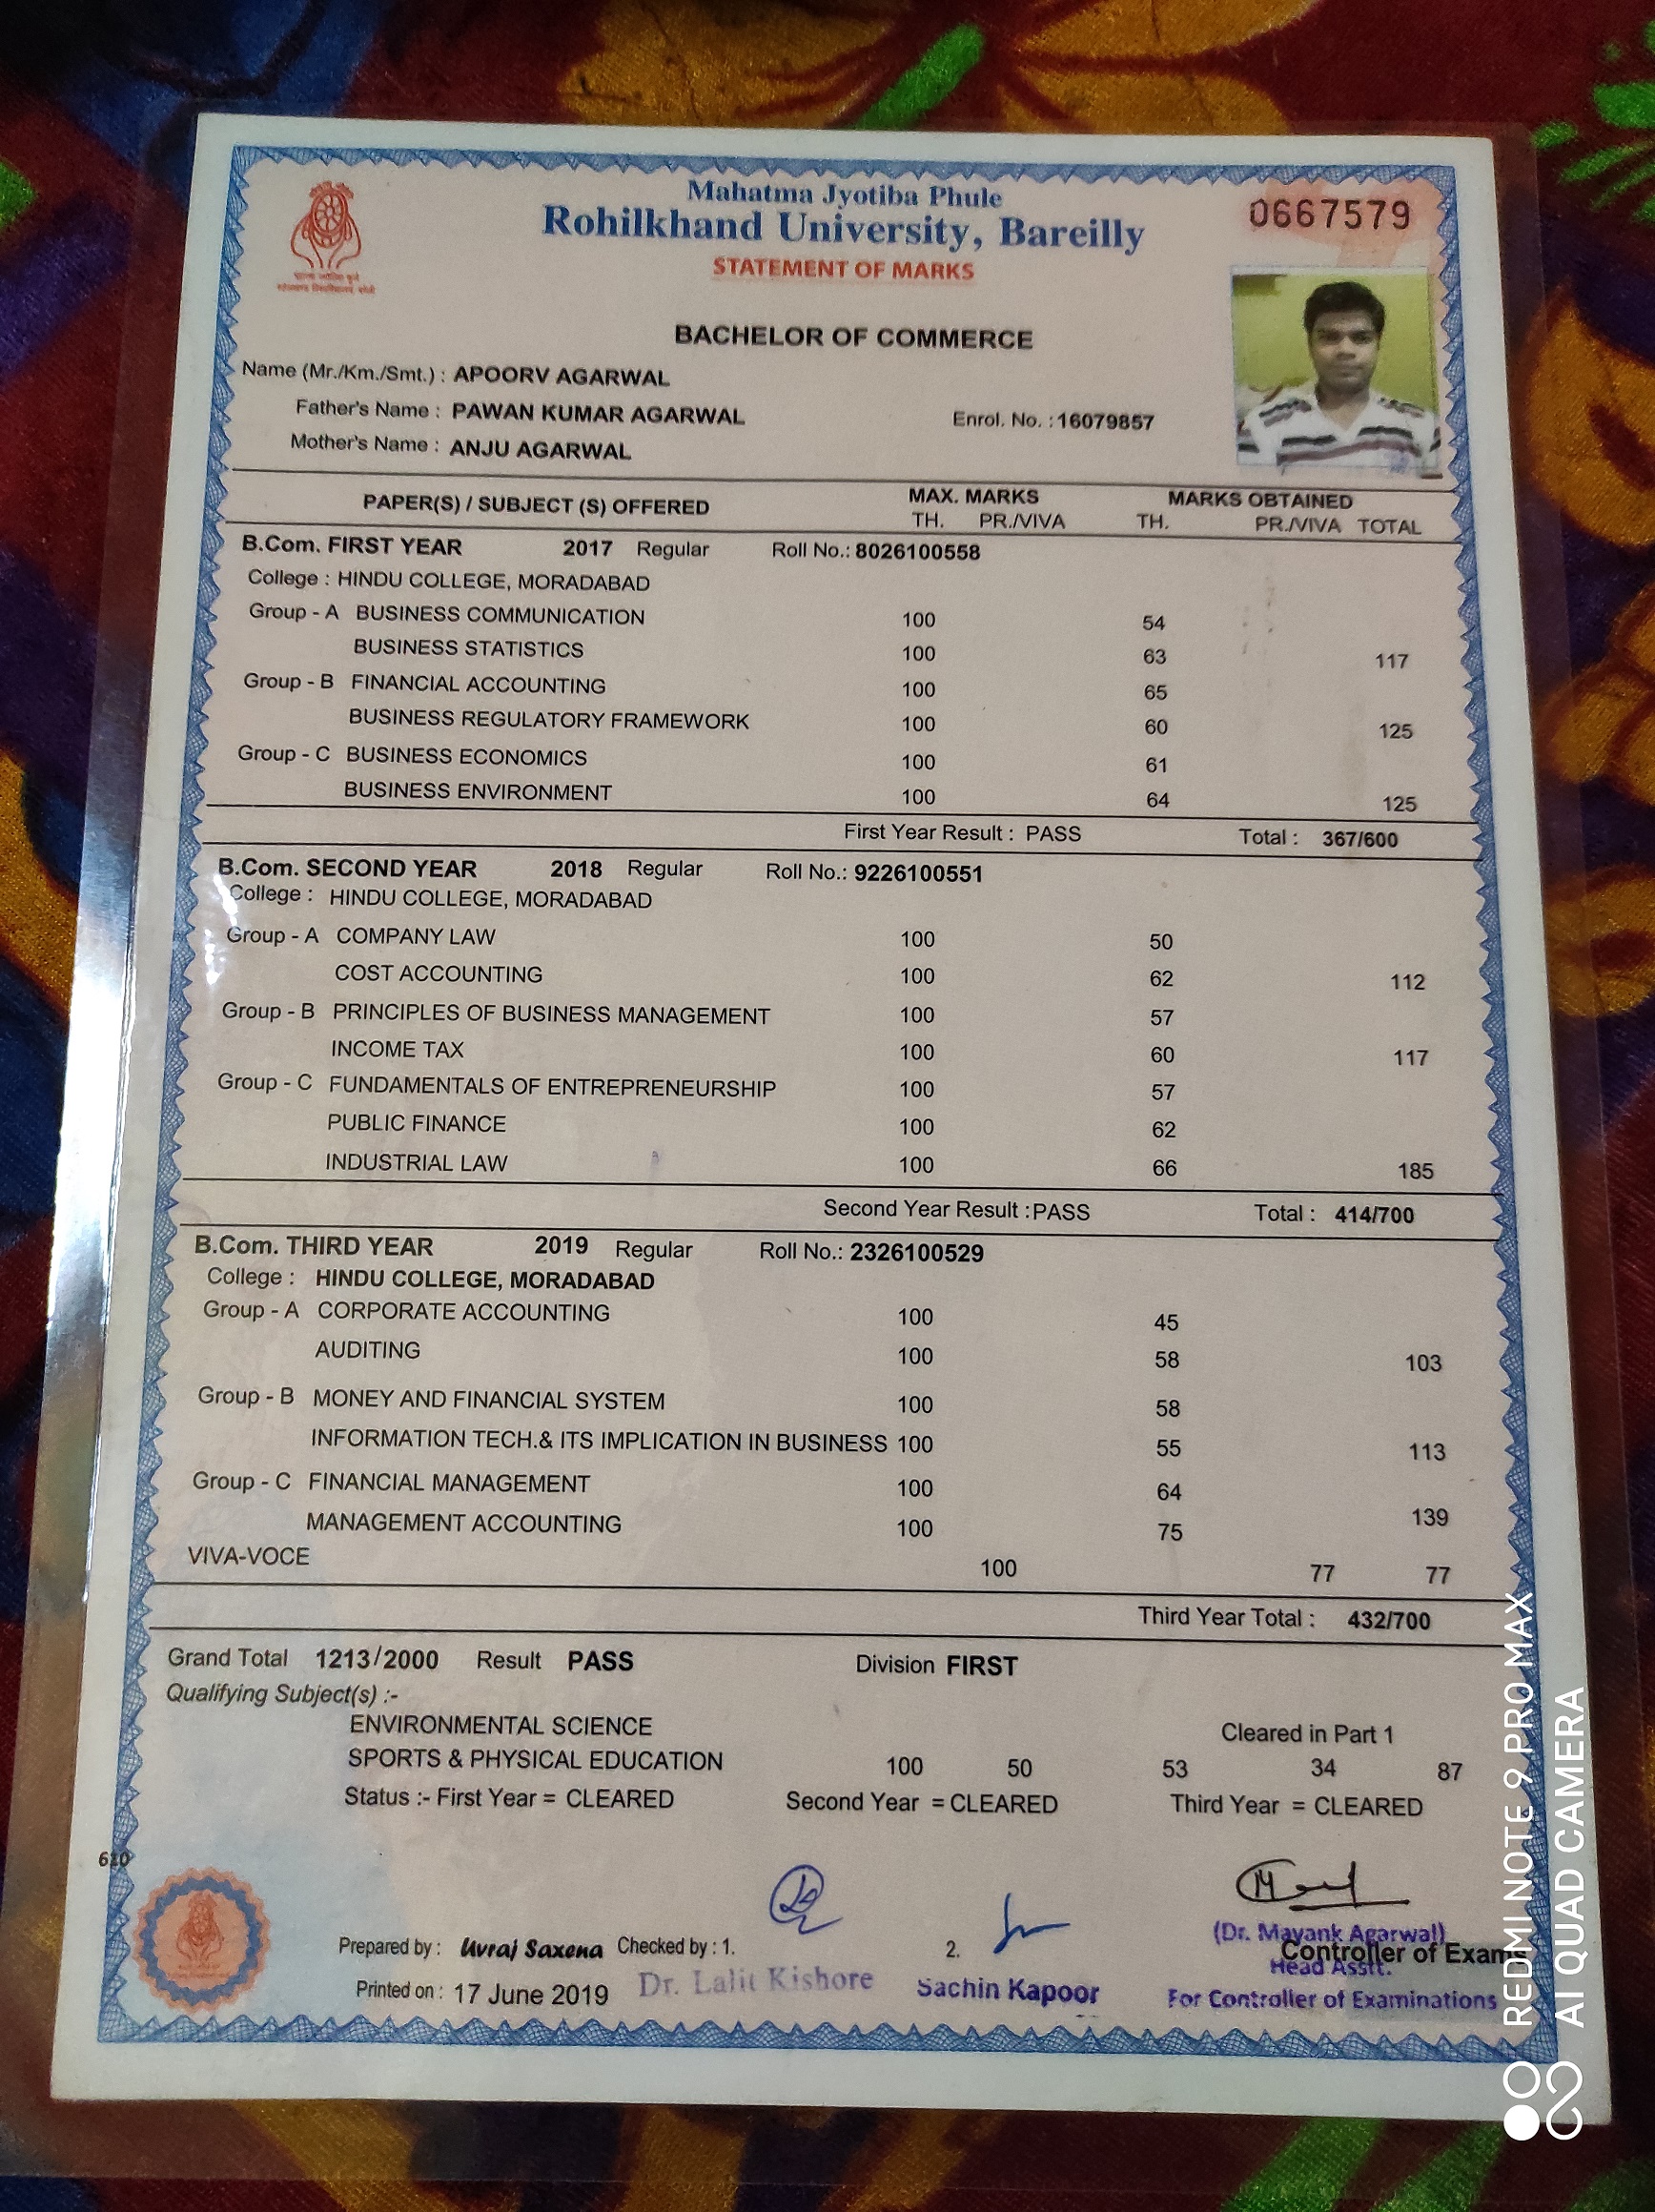 Mahatma Jyotiba Phule
Rohilkhand University, Bareilly
0667579
STATEMENT OF MARKS
BACHELOR OF COMMERCE
Name (Mr./Km./Smt.) : APOORV AGARWAL
Father's Name : PAWAN KUMAR AGARWAL Enrol. No. : 16079857
Mother's Name : ANJU AGARWAL
PAPER(S) / SUBJECT (S) OFFERED MAX. MARKS MARKS OBTAINED
TH. PR./VIVA TH. PR./VIVA TOTAL
B.Com. FIRST YEAR 2017 Regular Roll No.: 8026100558
College : HINDU COLLEGE, MORADABAD
Group - A BUSINESS COMMUNICATION 100 54
BUSINESS STATISTICS 100 63 117
Group - B FINANCIAL ACCOUNTING 100 65
BUSINESS REGULATORY FRAMEWORK 100 60 125
Group - C BUSINESS ECONOMICS 100 61
BUSINESS ENVIRONMENT 100 64 125
First Year Result : PASS Total : 367/600
B.Com. SECOND YEAR 2018 Regular Roll No.: 9226100551
College : HINDU COLLEGE, MORADABAD
Group - A COMPANY LAW 100 50
COST ACCOUNTING 100 62 112
Group - B PRINCIPLES OF BUSINESS MANAGEMENT 100 57
INCOME TAX 100 60 117
Group - C FUNDAMENTALS OF ENTREPRENEURSHIP 100 57
PUBLIC FINANCE 100 62
INDUSTRIAL LAW 100 66 185
Second Year Result : PASS Total : 414/700
B.Com. THIRD YEAR 2019 Regular Roll No.: 2326100529
College : HINDU COLLEGE, MORADABAD
Group - A CORPORATE ACCOUNTING 100 45
AUDITING 100 58 103
Group - B MONEY AND FINANCIAL SYSTEM 100 58
INFORMATION TECH.& ITS IMPLICATION IN BUSINESS 100 55 113
Group - C FINANCIAL MANAGEMENT 100 64
MANAGEMENT ACCOUNTING 100 75 139
VIVA-VOCE 100 77 77
Third Year Total : 432/700
Grand Total 1213/2000 Result PASS Division FIRST
Qualifying Subject(s) :-
ENVIRONMENTAL SCIENCE Cleared in Part 1
SPORTS & PHYSICAL EDUCATION 100 50 53 34 87
Status :- First Year = CLEARED Second Year = CLEARED Third Year = CLEARED
610
(Dr. Mayank Agarwal)
Prepared by : Uvraj Saxena Checked by : 1. 2. Controller of Exams
Head Asstt.
Printed on : 17 June 2019 Dr. Lalit Kishore Sachin Kapoor For Controller of Examinations
REDMI NOTE 9 PRO MAX
AI QUAD CAMERA